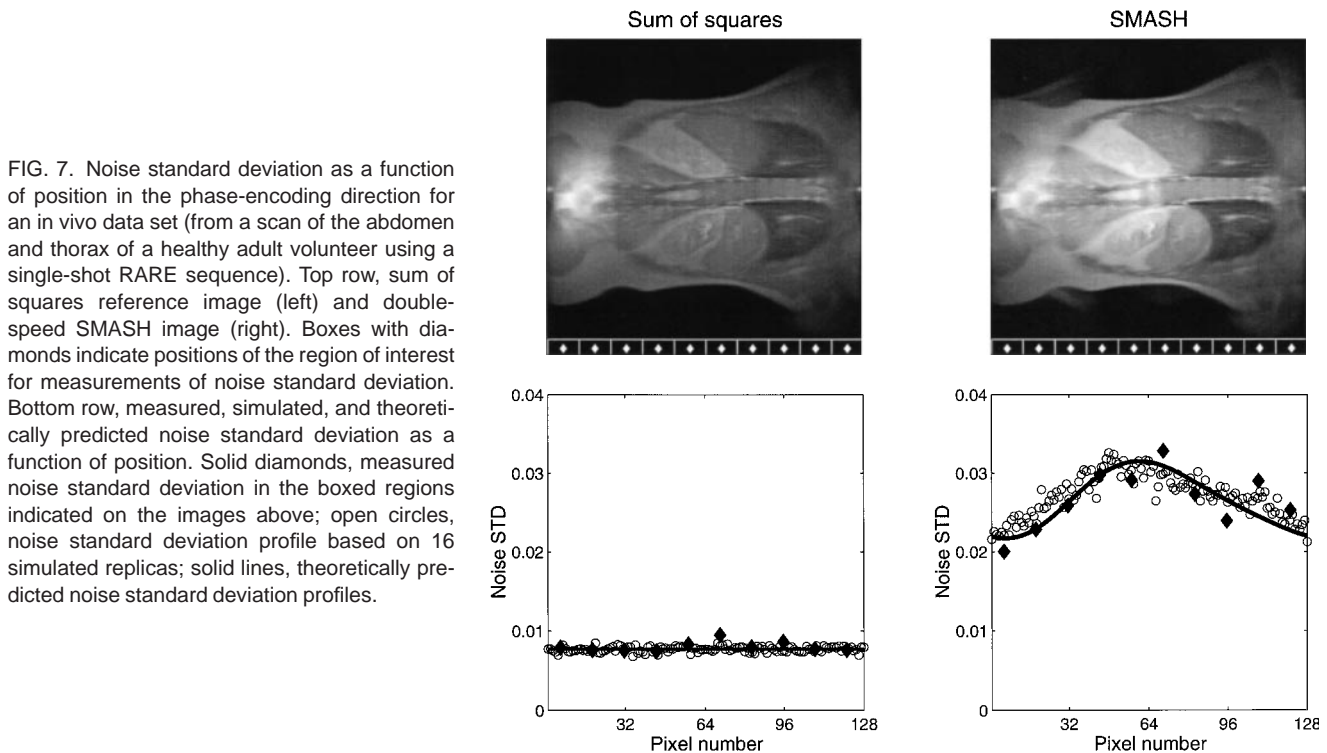 FIG. 7. Noise standard deviation as a function
of position in the phase-encoding direction for
an in vivo data set (from a scan of the abdomen
and thorax of a healthy adult volunteer using a
single-shot RARE sequence). Top row, sum of
squares reference image (left) and double-
speed SMASH image (right). Boxes with dia-
monds indicate positions of the region of interest
for measurements of noise standard deviation.
Bottom row, measured, simulated, and theoreti-
cally predicted noise standard deviation as a
function of position. Solid diamonds, measured
noise standard deviation in the boxed regions
indicated on the images above; open circles,
noise standard deviation profile based on 16
simulated replicas; solid lines, theoretically pre-
dicted noise standard deviation profiles.
Sum of squares
SMASH
0.04
0.03
0.02
0.01
0
Noise STD
32 64 96 128
Pixel number
0.04
0.03
0.02
0.01
0
Noise STD
32 64 96 128
Pixel number